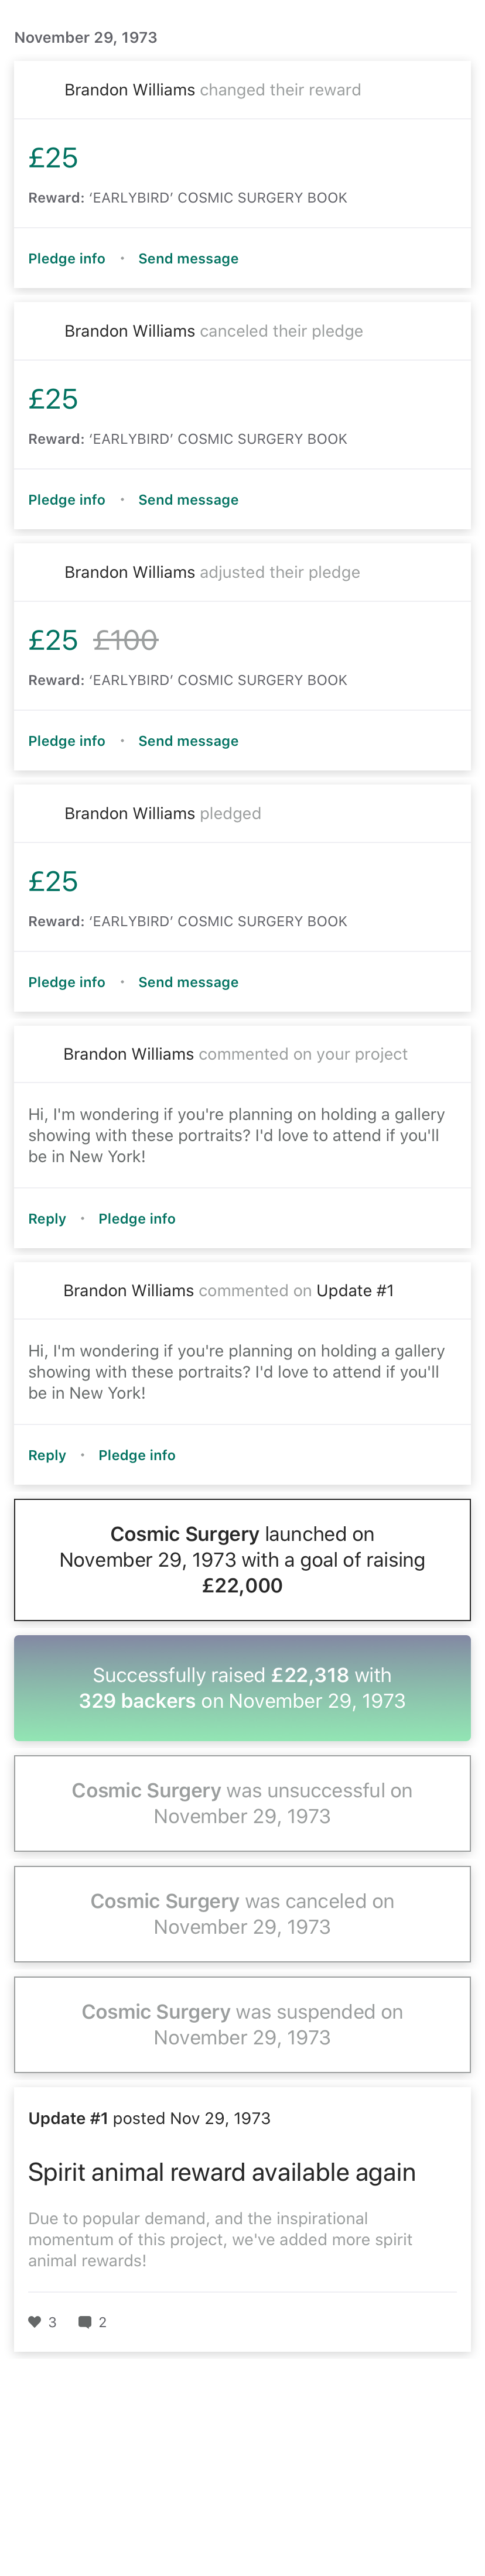 November 29, 1973
Brandon Williams changed their reward
£25
Reward: ‘EARLYBIRD’ COSMIC SURGERY BOOK
Pledge info • Send message
Brandon Williams canceled their pledge
£25
Reward: ‘EARLYBIRD’ COSMIC SURGERY BOOK
Pledge info • Send message
Brandon Williams adjusted their pledge
£25 £100
Reward: ‘EARLYBIRD’ COSMIC SURGERY BOOK
Pledge info • Send message
Brandon Williams pledged
£25
Reward: ‘EARLYBIRD’ COSMIC SURGERY BOOK
Pledge info • Send message
Brandon Williams commented on your project
Hi, I'm wondering if you're planning on holding a gallery
showing with these portraits? I'd love to attend if you'll
be in New York!
Reply • Pledge info
Brandon Williams commented on Update #1
Hi, I'm wondering if you're planning on holding a gallery
showing with these portraits? I'd love to attend if you'll
be in New York!
Reply • Pledge info
Cosmic Surgery launched on
November 29, 1973 with a goal of raising
£22,000
Successfully raised £22,318 with
329 backers on November 29, 1973
Cosmic Surgery was unsuccessful on
November 29, 1973
Cosmic Surgery was canceled on
November 29, 1973
Cosmic Surgery was suspended on
November 29, 1973
Update #1 posted Nov 29, 1973
Spirit animal reward available again
Due to popular demand, and the inspirational
momentum of this project, we've added more spirit
animal rewards!
3 2